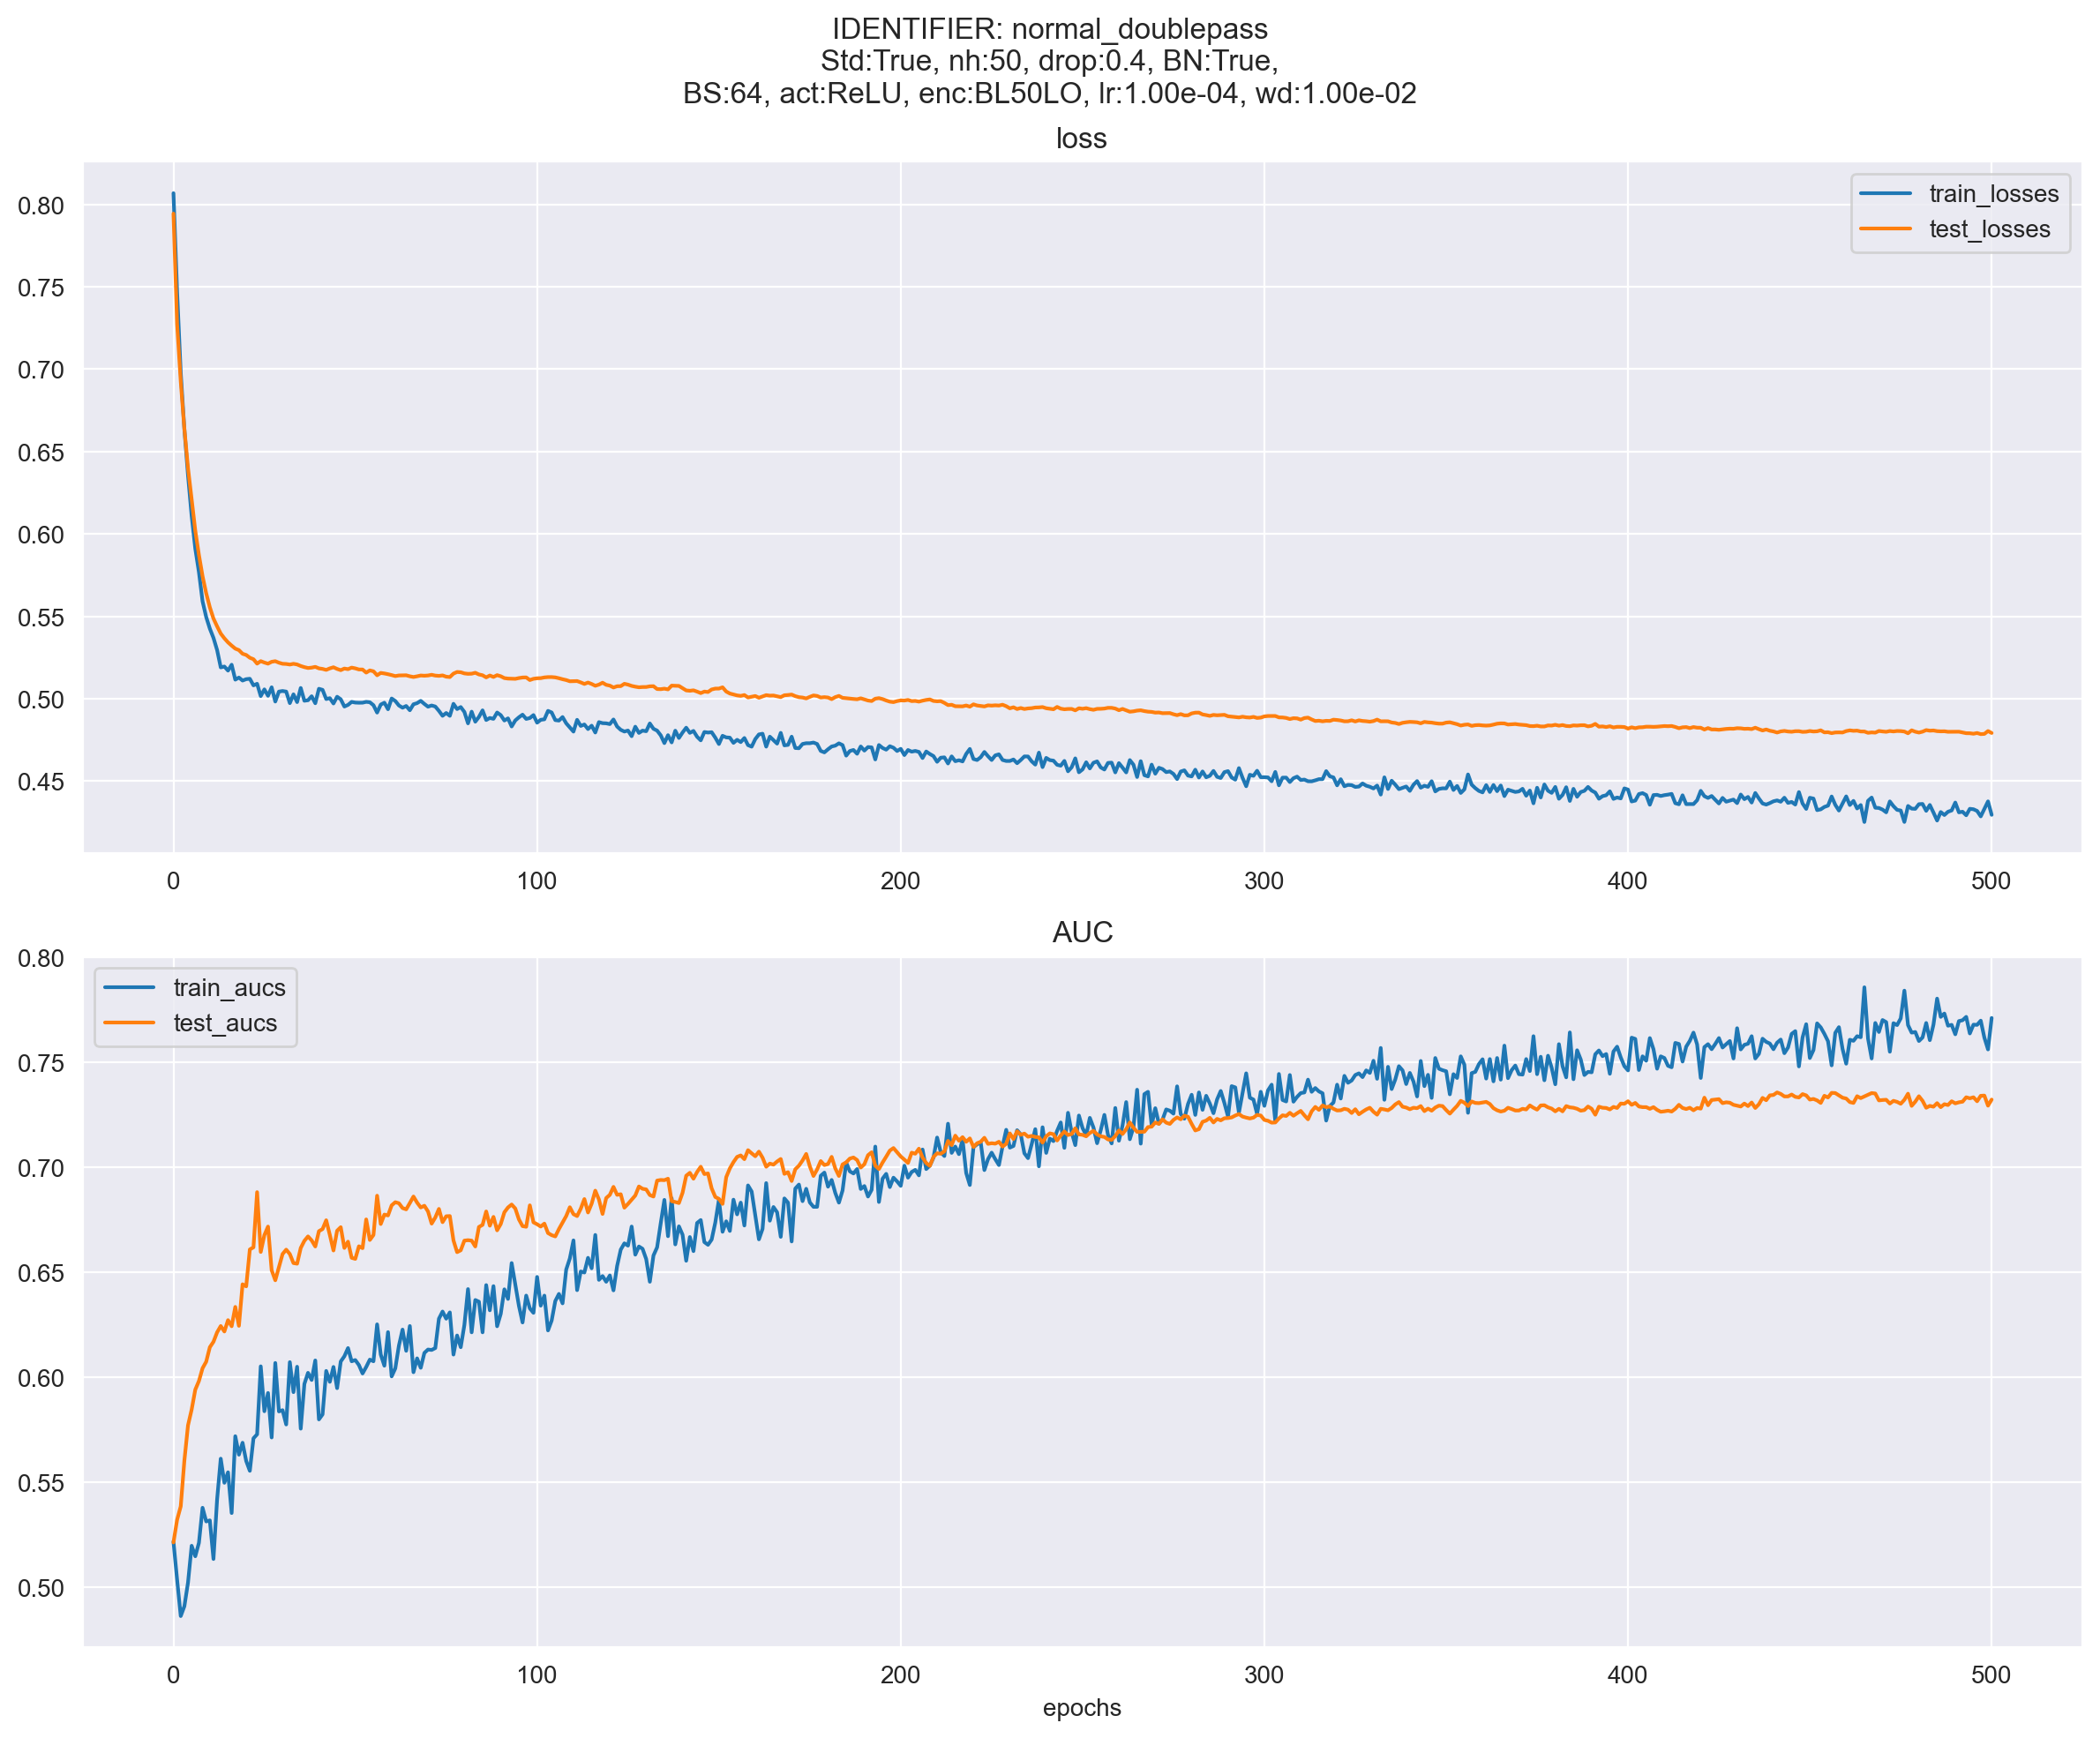 IDENTIFIER: normal_doublepass
Std:True, nh:50, drop:0.4, BN:True,
BS:64, act:ReLU, enc:BL50LO, lr:1.00e-04, wd:1.00e-02
loss
train_losses
test_losses
0.80
0.75
0.70
0.65
0.60
0.55
0.50
0.45
0 100 200 300 400 500
AUC
train_aucs
test_aucs
0.80
0.75
0.70
0.65
0.60
0.55
0.50
0 100 200 300 400 500
epochs